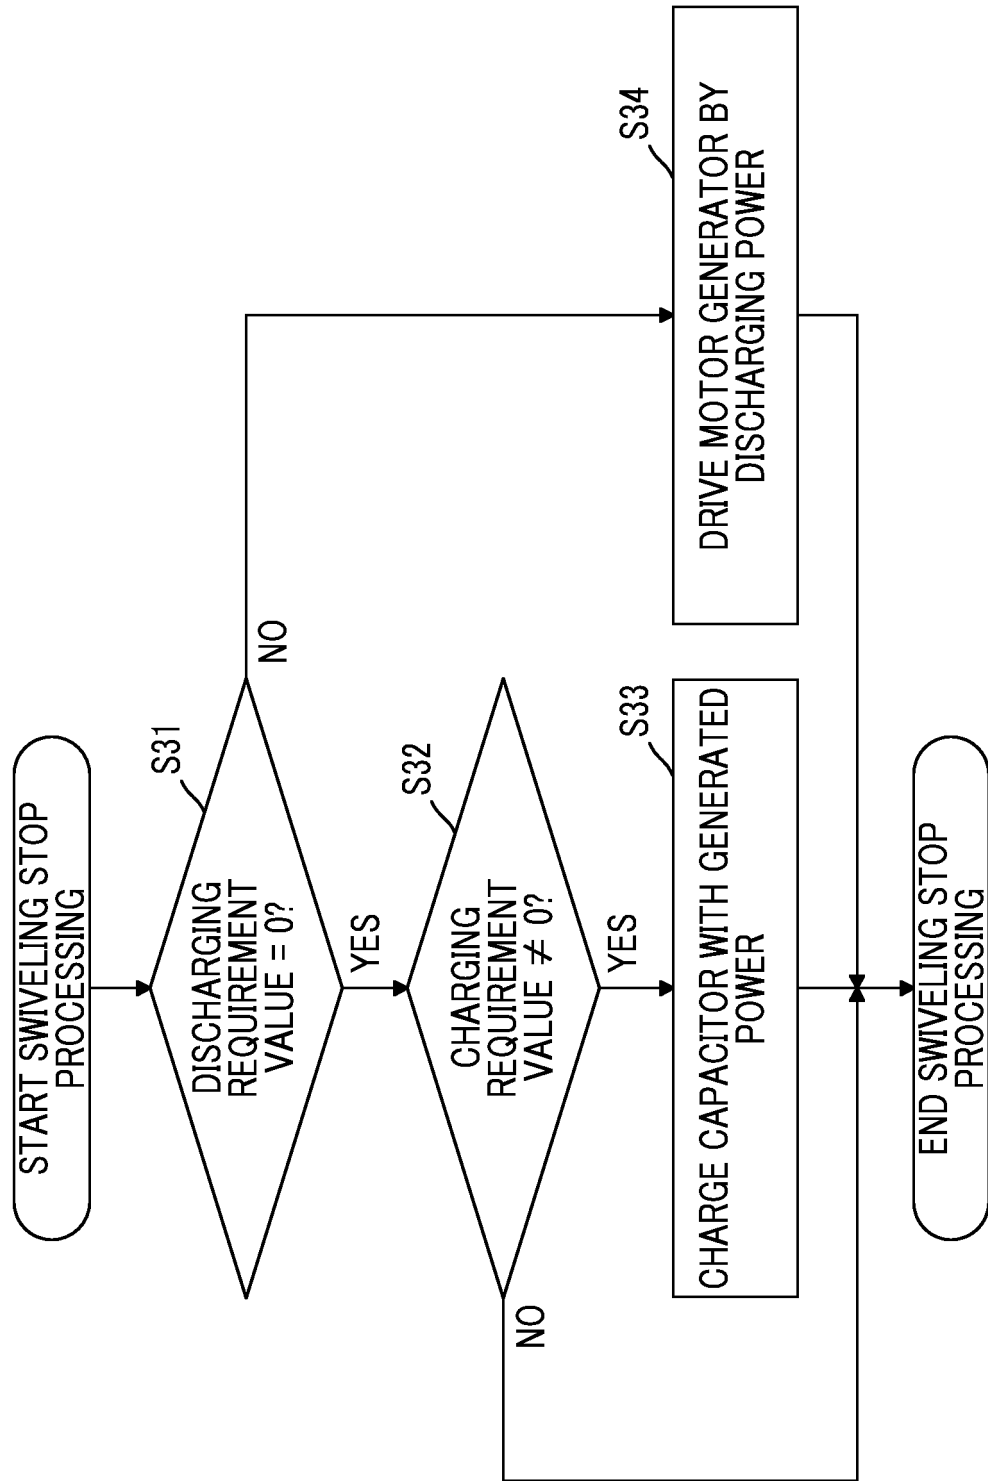 START SWIVELING STOP
PROCESSING
S31
DISCHARGING
REQUIREMENT
VALUE = 0?
NO
YES
S32
CHARGING
REQUIREMENT
VALUE ≠ 0?
NO
YES
S33
CHARGE CAPACITOR WITH GENERATED
POWER
S34
DRIVE MOTOR GENERATOR BY
DISCHARGING POWER
END SWIVELING STOP
PROCESSING